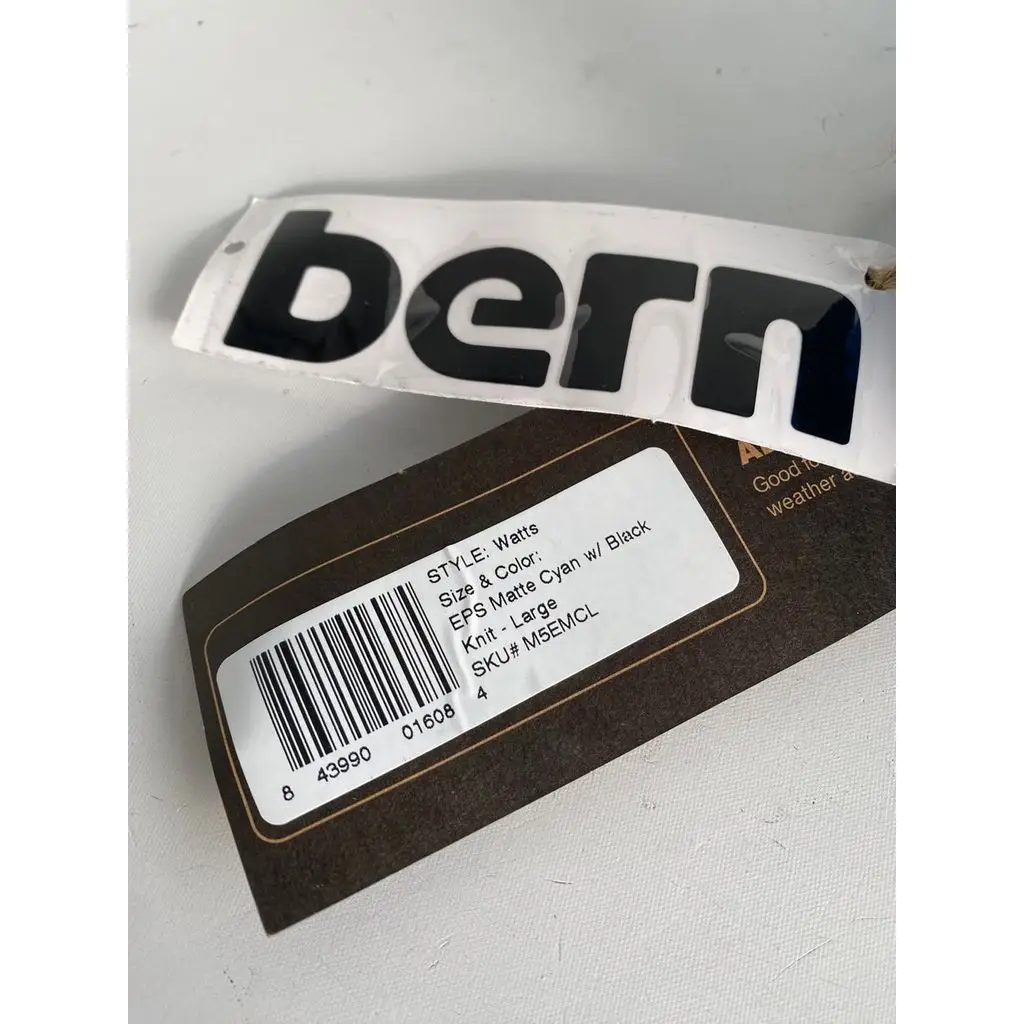 bern
Good
weather
STYLE: Watts
Size & Color:
EPS Matte Cyan w/ Black
Knit - Large
SKU# M5EMCL
8 43990 01608 4